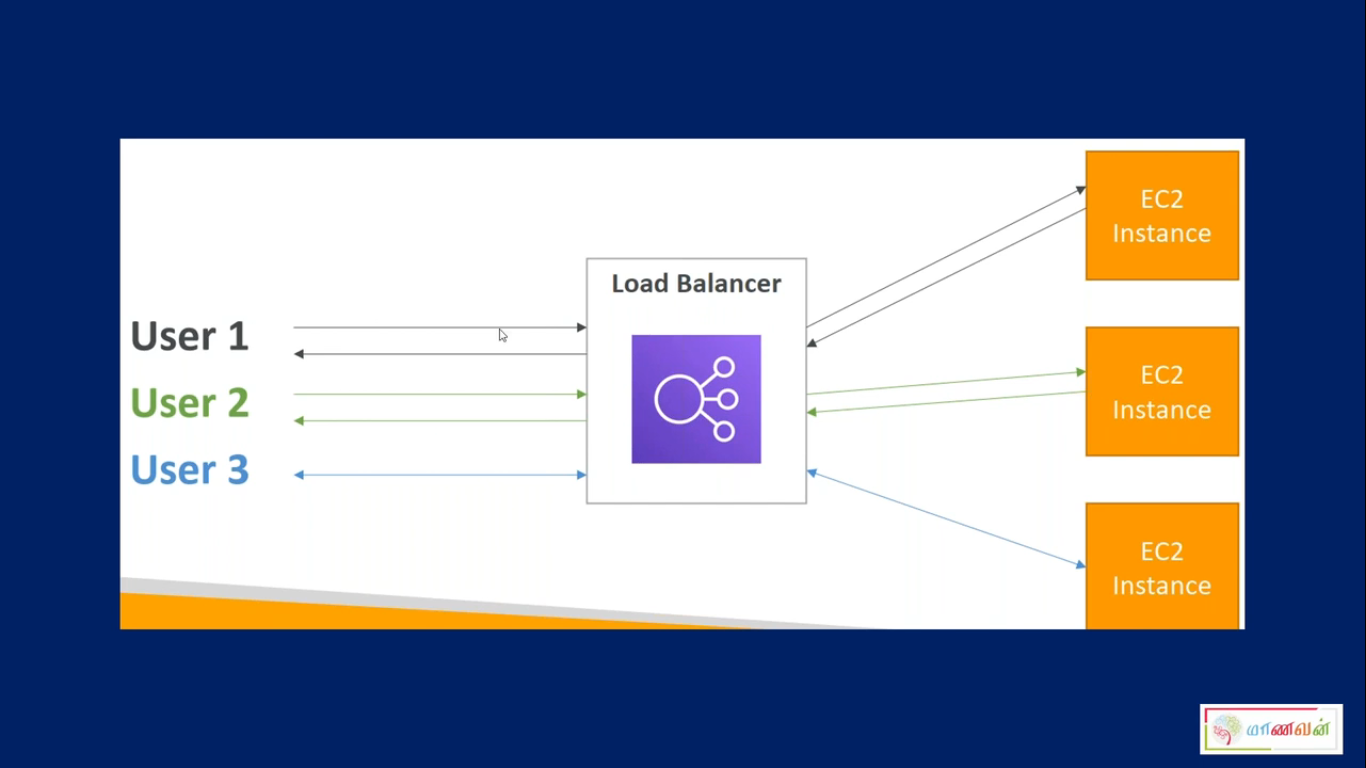 Load Balancer
User 1
User 2
User 3
EC2
Instance
EC2
Instance
EC2
Instance
மாணவன்